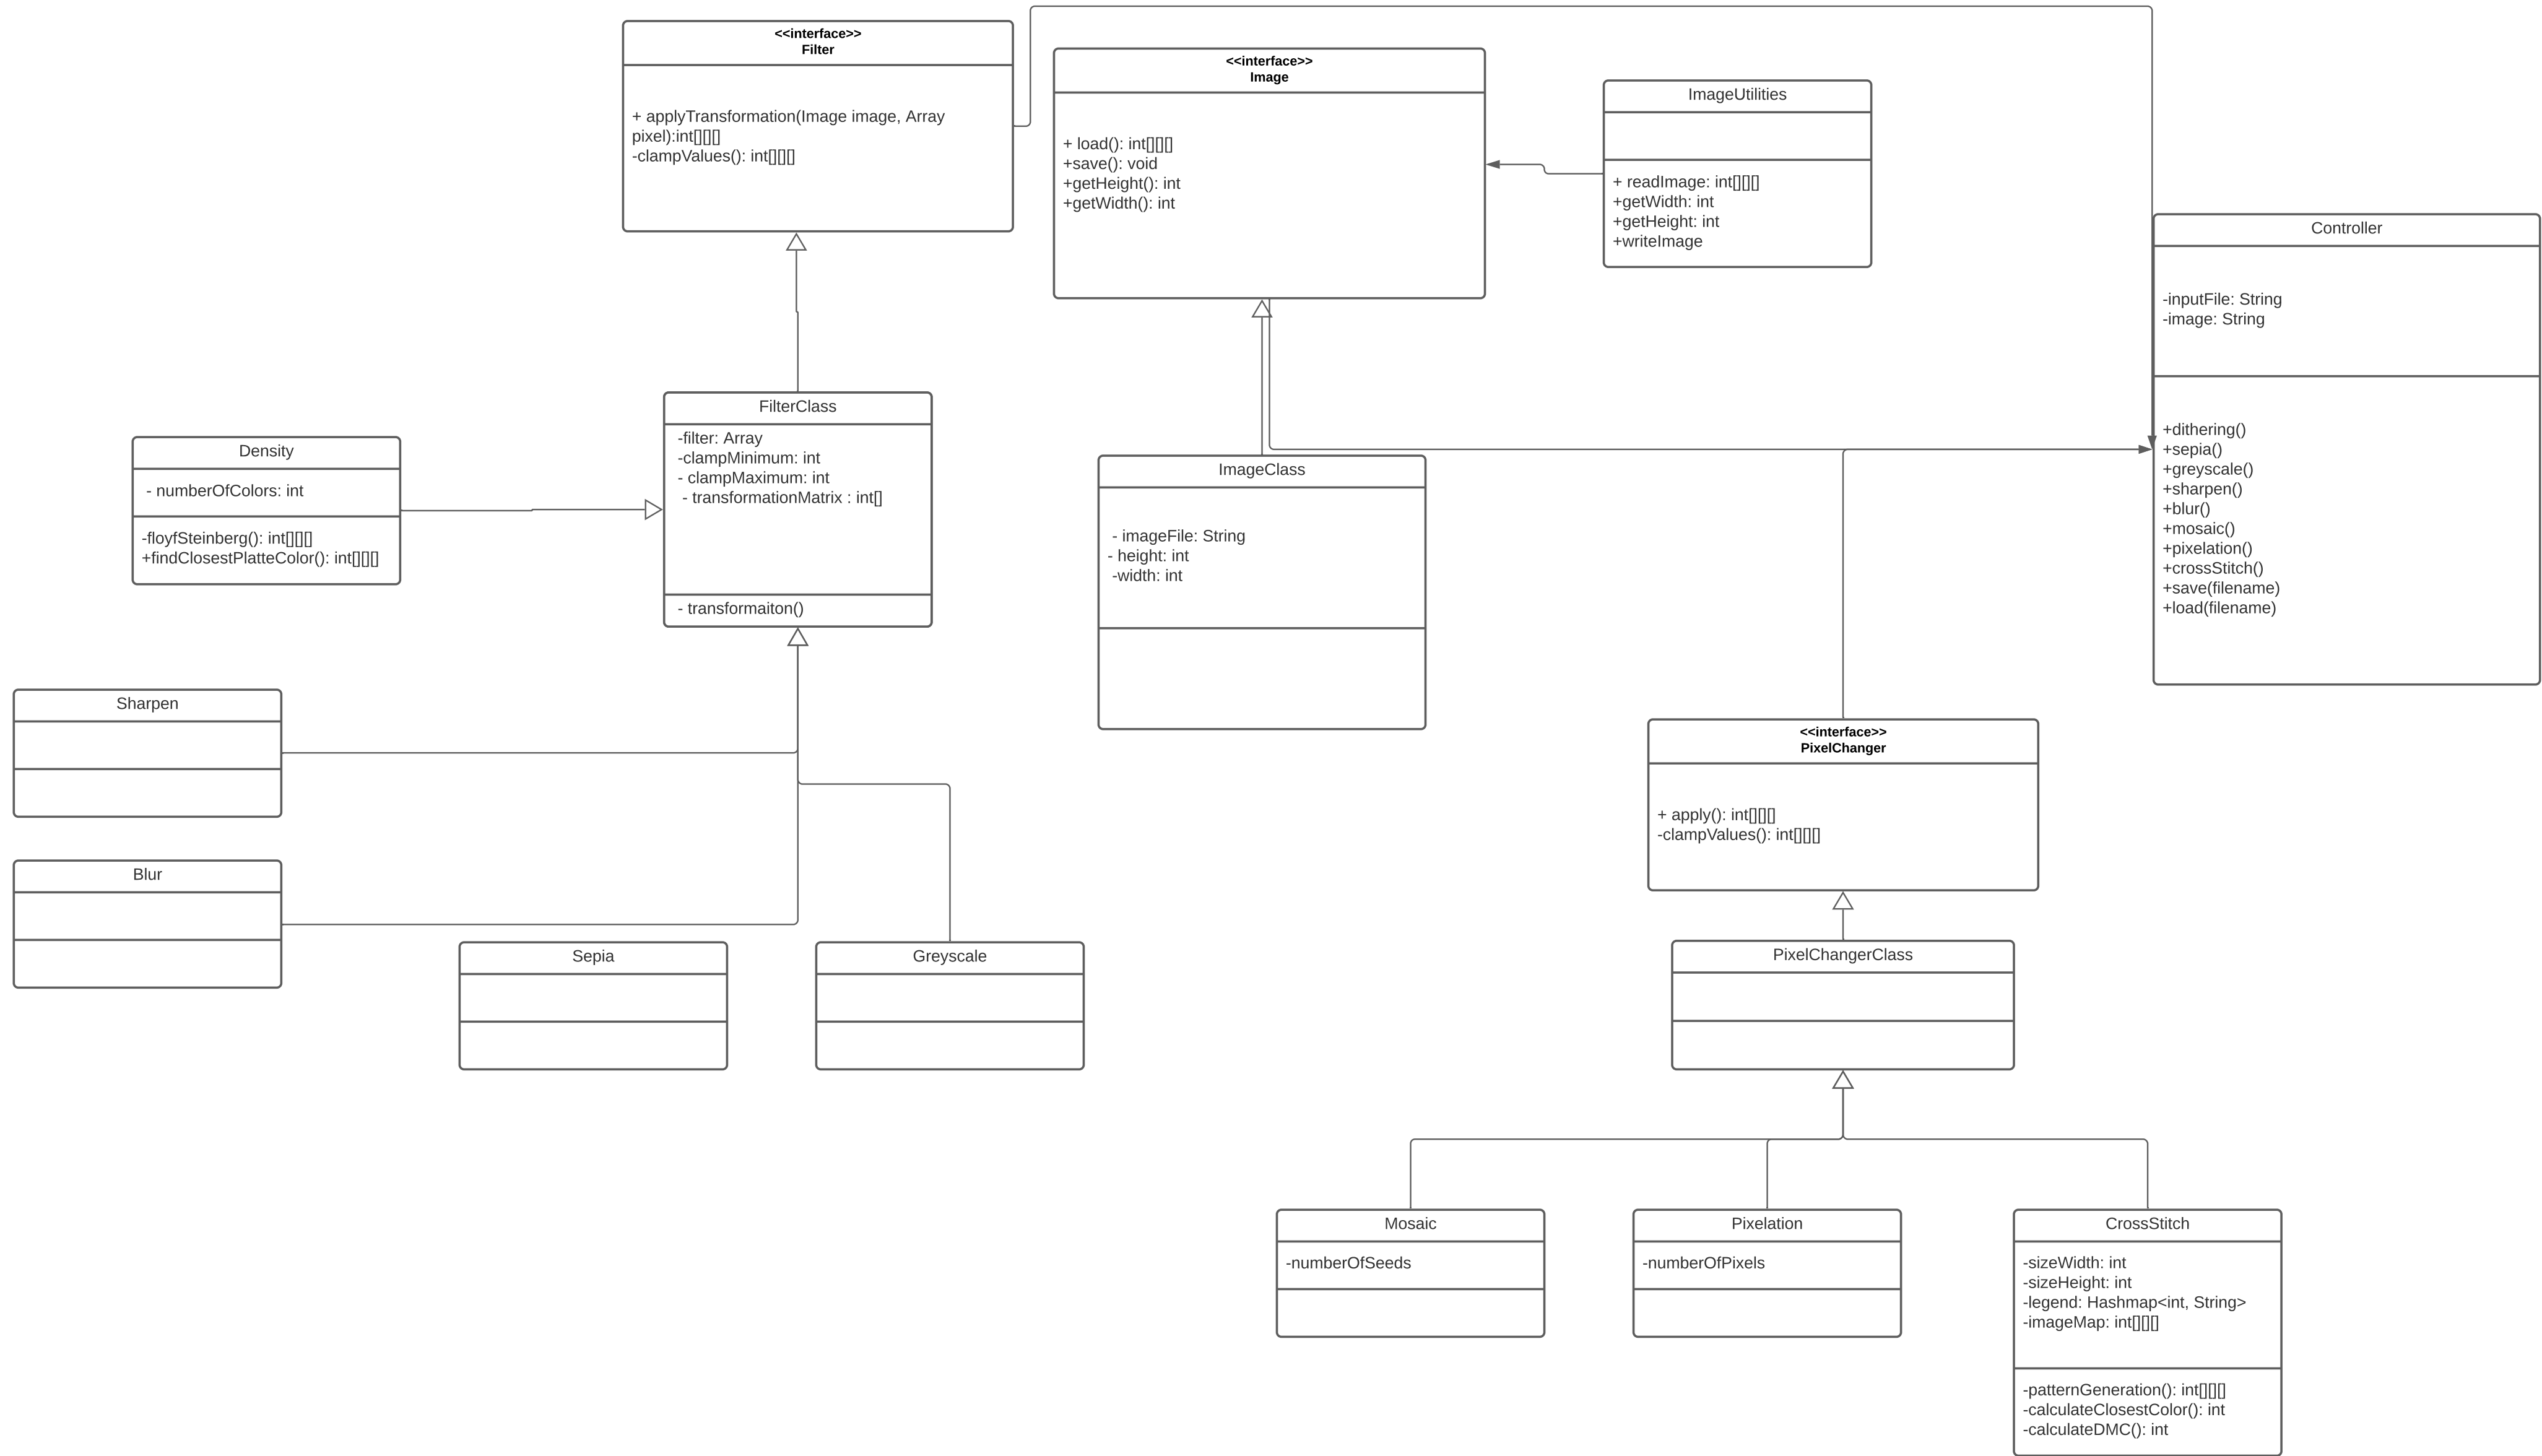 <<interface>>
Filter
+ applyTransformation(Image image, Array
pixel):int[][][]
-clampValues(): int[][][]
<<interface>>
Image
+ load(): int[][][]
+save(): void
+getHeight(): int
+getWidth(): int
ImageUtilities
+ readImage: int[][][]
+getWidth: int
+getHeight: int
+writeImage
Controller
-inputFile: String
-image: String
+dithering()
+sepia()
+greyscale()
+sharpen()
+blur()
+mosaic()
+pixelation()
+crossStitch()
+save(filename)
+load(filename)
FilterClass
-filter: Array
-clampMinimum: int
- clampMaximum: int
- transformationMatrix : int[]
- transformaiton()
Density
- numberOfColors: int
-floyfSteinberg(): int[][][]
+findClosestPlatteColor(): int[][][]
ImageClass
- imageFile: String
- height: int
-width: int
Sharpen
Blur
Sepia
Greyscale
<<interface>>
PixelChanger
+ apply(): int[][][]
-clampValues(): int[][][]
PixelChangerClass
Mosaic
-numberOfSeeds
Pixelation
-numberOfPixels
CrossStitch
-sizeWidth: int
-sizeHeight: int
-legend: Hashmap<int, String>
-imageMap: int[][][]
-patternGeneration(): int[][][]
-calculateClosestColor(): int
-calculateDMC(): int